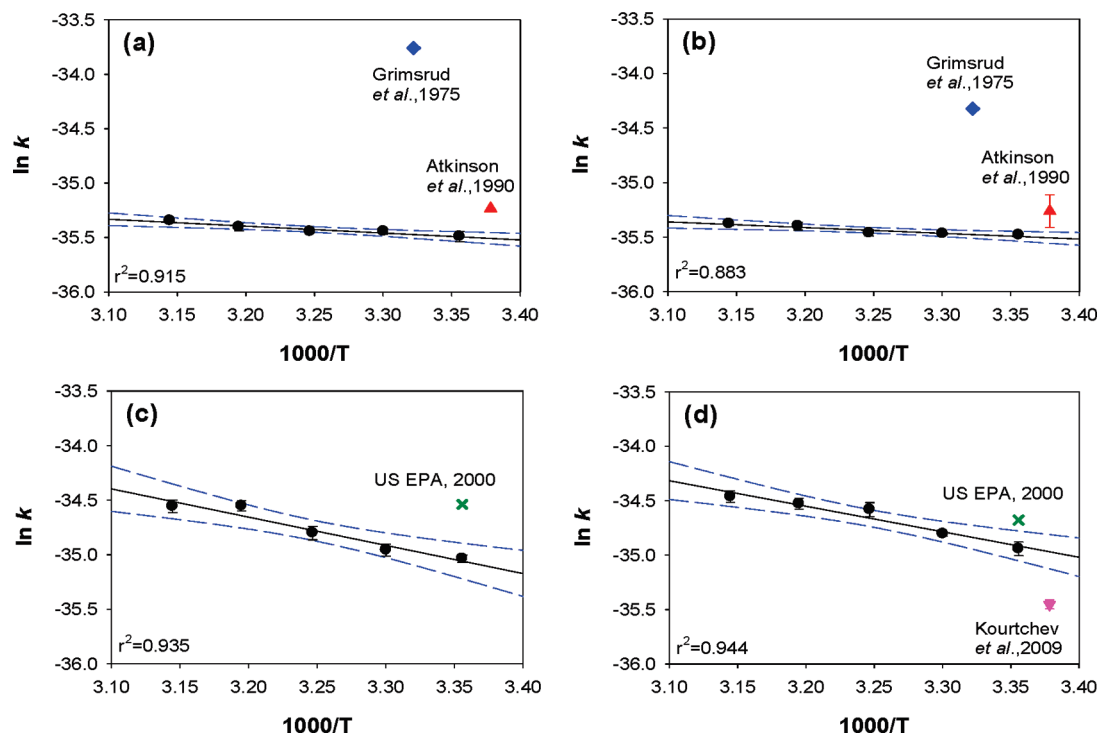 (a)
-33.5
-34.0
-34.5
-35.0
-35.5
-36.0
ln k
Grimsrud
et al.,1975
Atkinson
et al.,1990
r²=0.915
3.10 3.15 3.20 3.25 3.30 3.35 3.40
1000/T
(b)
-33.5
-34.0
-34.5
-35.0
-35.5
-36.0
ln k
Grimsrud
et al.,1975
Atkinson
et al.,1990
r²=0.883
3.10 3.15 3.20 3.25 3.30 3.35 3.40
1000/T
(c)
-33.5
-34.0
-34.5
-35.0
-35.5
-36.0
ln k
US EPA, 2000
r²=0.935
3.10 3.15 3.20 3.25 3.30 3.35 3.40
1000/T
(d)
-33.5
-34.0
-34.5
-35.0
-35.5
-36.0
ln k
US EPA, 2000
Kourtchev
et al.,2009
r²=0.944
3.10 3.15 3.20 3.25 3.30 3.35 3.40
1000/T